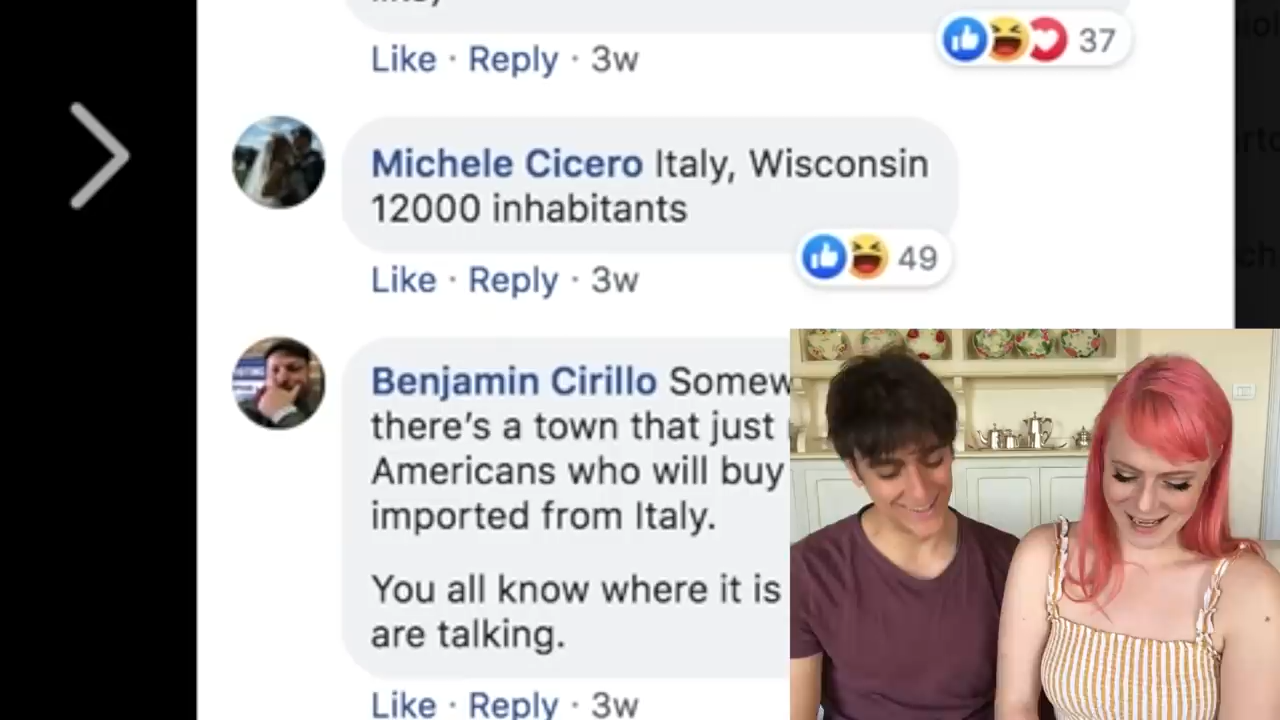 37
Like · Reply · 3w
Michele Cicero Italy, Wisconsin
12000 inhabitants
49
Like · Reply · 3w
Benjamin Cirillo
there's a town that just
Americans who will buy
imported from Italy.
You all know where it is
are talking.
Like · Reply · 3w